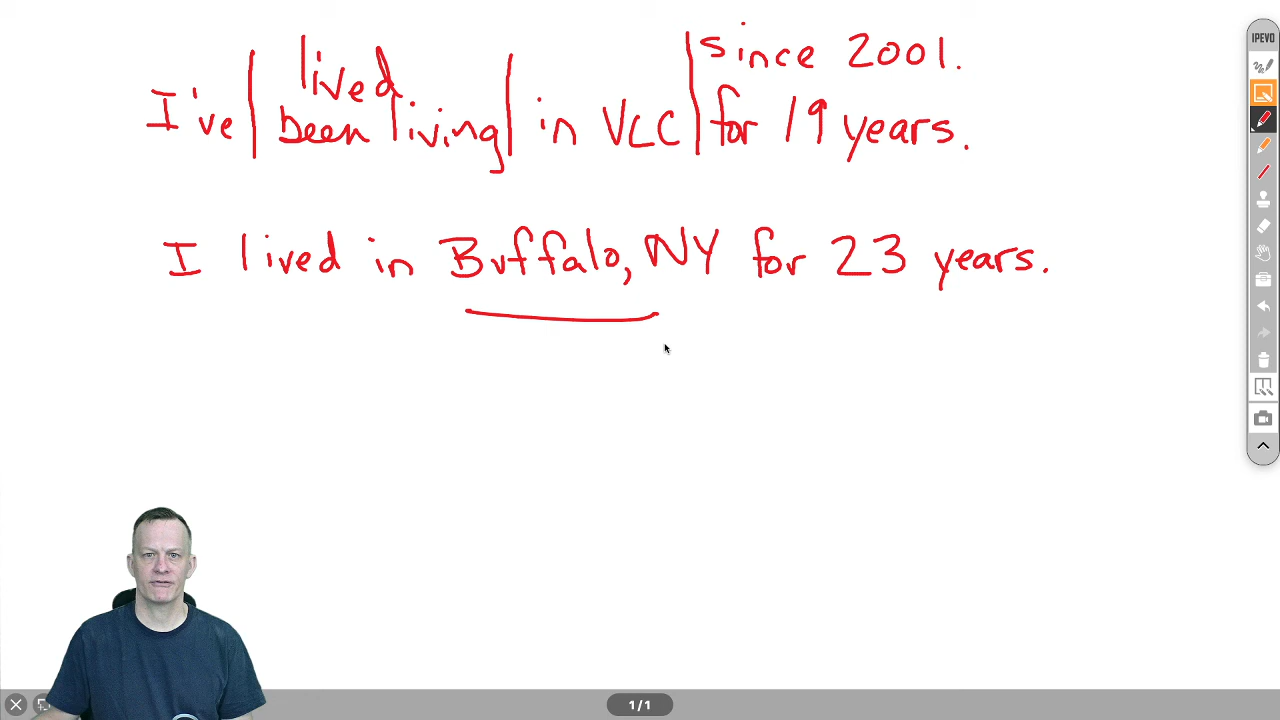 lived since 2001.
I've been living in VLC for 19 years.
I lived in Buffalo, NY for 23 years.
IPEVO
1/1